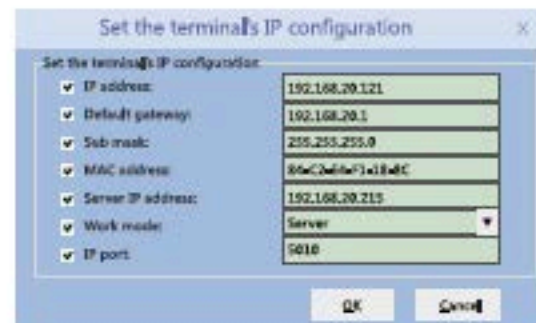 Set the terminal's IP configuration
Set the terminal's IP configuration
IP address: 192.168.20.121
Default gateway: 192.168.20.1
Sub mask: 255.255.255.0
MAC address:
Server IP address: 192.168.20.215
Work mode: Server
IP port: 5010
OK Cancel